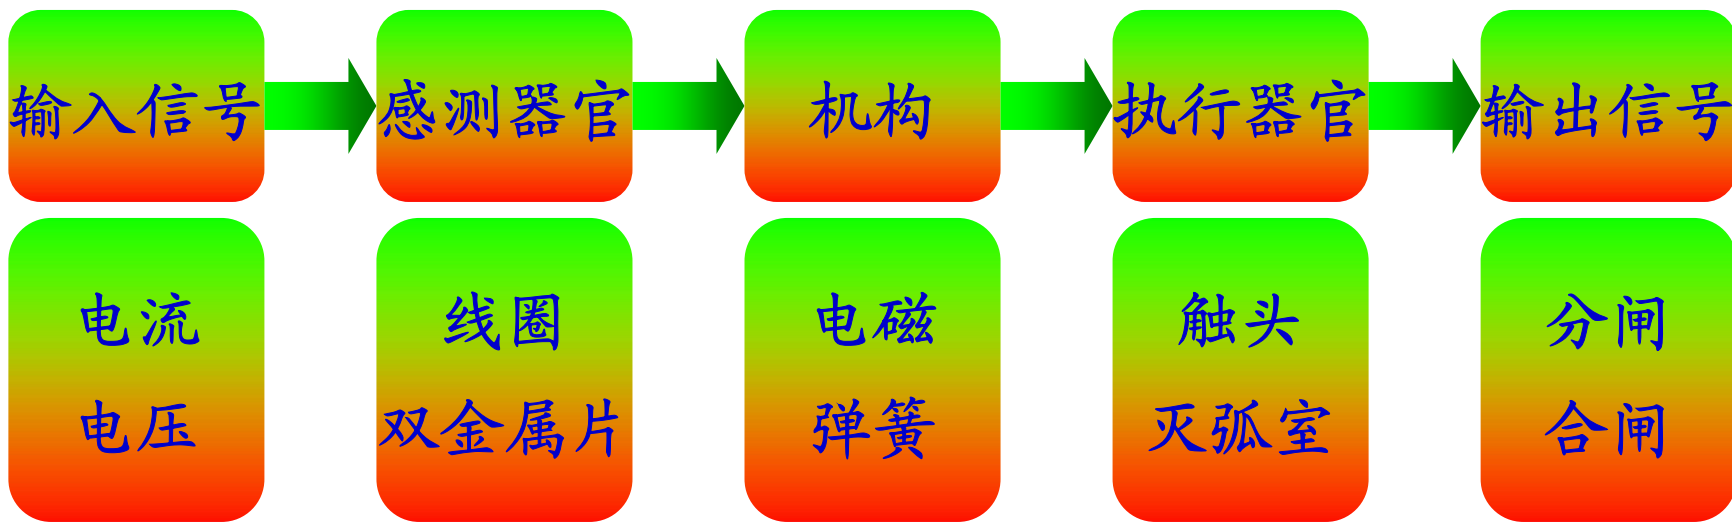 输入信号
感测器官
机构
执行器官
输出信号
电流
电压
线圈
双金属片
电磁
弹簧
触头
灭弧室
分闸
合闸